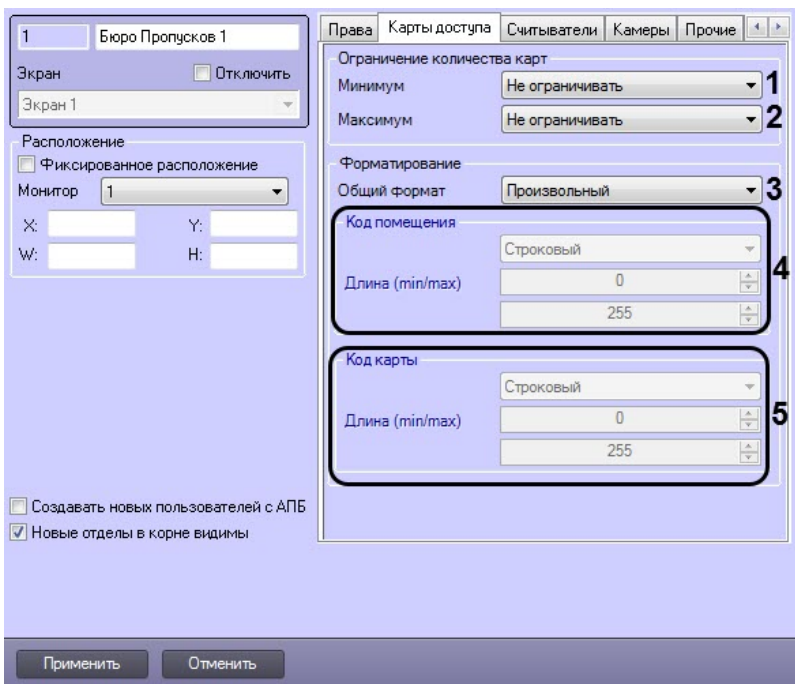 1 Бюро Пропусков 1
Экран Отключить
Экран 1
Расположение
Фиксированное расположение
Монитор 1
X: Y:
W: H:
Создавать новых пользователей с АПБ
Новые отделы в корне видимы
Права Карты доступа Считыватели Камеры Прочие
Ограничение количества карт
Минимум Не ограничивать 1
Максимум Не ограничивать 2
Форматирование
Общий формат Произвольный 3
Код помещения
Строковый
4
Длина (min/max) 0
255
Код карты
Строковый
Длина (min/max) 0 5
255
Применить Отменить